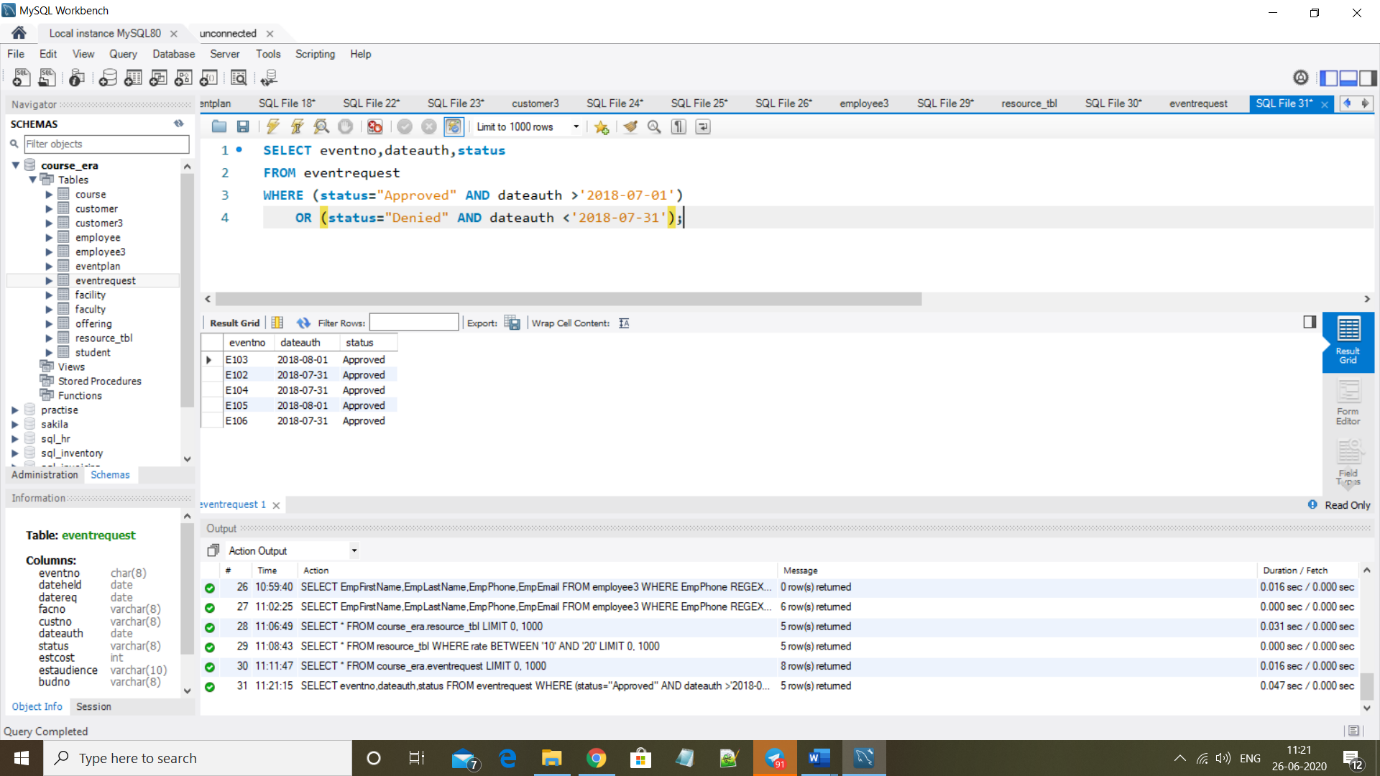 MySQL Workbench
Local instance MySQL80 unconnected
File Edit View Query Database Server Tools Scripting Help
Navigator
entplan SQL File 18* SQL File 22* SQL File 23* customer3 SQL File 24* SQL File 25* SQL File 26* employee3 SQL File 29* resource_tbl SQL File 30* eventrequest SQL File 31*
SCHEMAS
Filter objects
course_era
Tables
course
customer
customer3
employee
employee3
eventplan
eventrequest
facility
faculty
offering
resource_tbl
student
Views
Stored Procedures
Functions
practise
sakila
sql_hr
sql_inventory
Administration Schemas
Information
Table: eventrequest
Columns:
eventno char(8)
dateheld date
datereq date
facno varchar(8)
custno varchar(8)
dateauth date
status varchar(8)
estcost int
estaudience varchar(10)
budno varchar(8)
Object Info Session
Query Completed
Limit to 1000 rows
1 SELECT eventno,dateauth,status
2 FROM eventrequest
3 WHERE (status="Approved" AND dateauth >'2018-07-01')
4 OR (status="Denied" AND dateauth <'2018-07-31');
Result Grid Filter Rows: Export: Wrap Cell Content:
eventno dateauth status
E103 2018-08-01 Approved
E102 2018-07-31 Approved
E104 2018-07-31 Approved
E105 2018-08-01 Approved
E106 2018-07-31 Approved
Result
Grid
Form
Editor
Field
Types
eventrequest 1
Read Only
Output
Action Output
# Time Action Message Duration / Fetch
26 10:59:40 SELECT EmpFirstName,EmpLastName,EmpPhone,EmpEmail FROM employee3 WHERE EmpPhone REGEX... 0 row(s) returned 0.016 sec / 0.000 sec
27 11:02:25 SELECT EmpFirstName,EmpLastName,EmpPhone,EmpEmail FROM employee3 WHERE EmpPhone REGEX... 6 row(s) returned 0.000 sec / 0.000 sec
28 11:06:49 SELECT * FROM course_era.resource_tbl LIMIT 0, 1000 5 row(s) returned 0.031 sec / 0.000 sec
29 11:08:43 SELECT * FROM resource_tbl WHERE rate BETWEEN '10' AND '20' LIMIT 0, 1000 5 row(s) returned 0.000 sec / 0.000 sec
30 11:11:47 SELECT * FROM course_era.eventrequest LIMIT 0, 1000 8 row(s) returned 0.016 sec / 0.000 sec
31 11:21:15 SELECT eventno,dateauth,status FROM eventrequest WHERE (status="Approved" AND dateauth >'2018-0... 5 row(s) returned 0.047 sec / 0.000 sec
Type here to search
7
91
ENG
11:21
26-06-2020
12